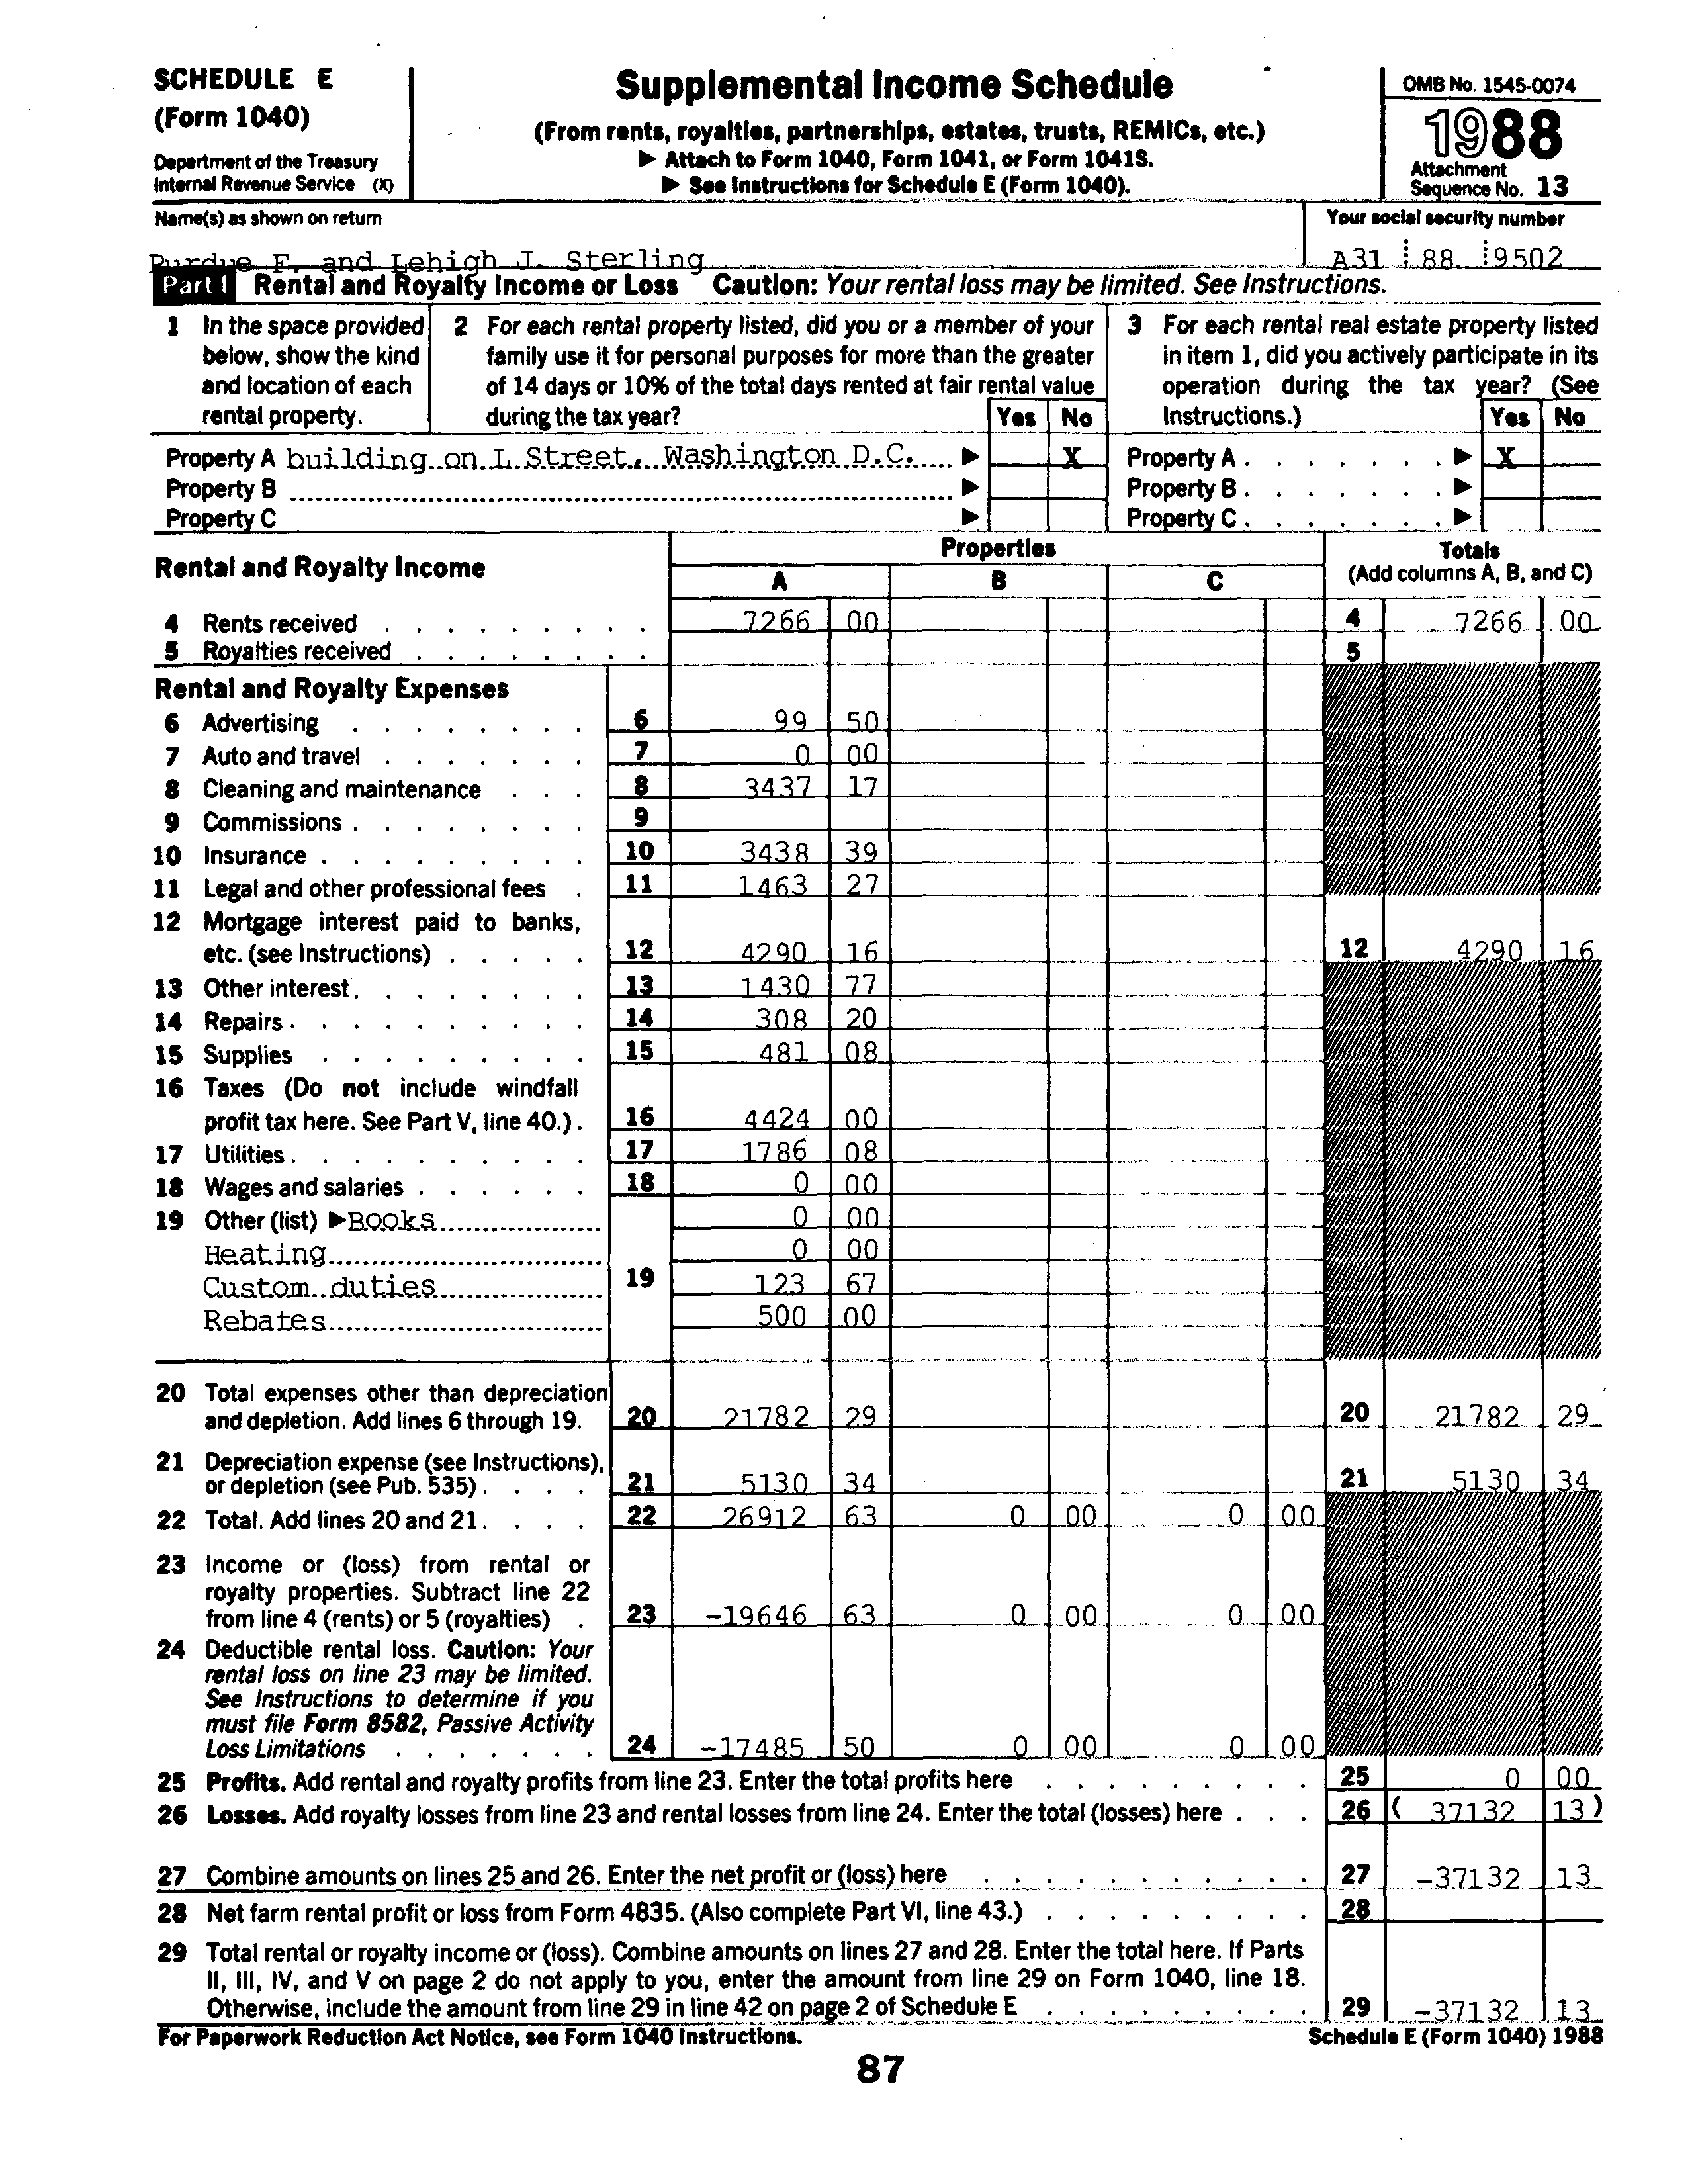 SCHEDULE E
(Form 1040)
Department of the Treasury
Internal Revenue Service (X)
Supplemental Income Schedule
(From rents, royalties, partnerships, estates, trusts, REMICs, etc.)
▶ Attach to Form 1040, Form 1041, or Form 1041S.
▶ See Instructions for Schedule E (Form 1040).
OMB No. 1545-0074
1988
Attachment
Sequence No. 13
Name(s) as shown on return
Purdue F. and Lehigh J. Sterling
Your social security number
A31 88 9502
Part I Rental and Royalty Income or Loss Caution: Your rental loss may be limited. See Instructions.
1 In the space provided
below, show the kind
and location of each
rental property.
2 For each rental property listed, did you or a member of your
family use it for personal purposes for more than the greater
of 14 days or 10% of the total days rented at fair rental value
during the tax year? Yes No
3 For each rental real estate property listed
in item 1, did you actively participate in its
operation during the tax year? (See
Instructions.) Yes No
Property A building on L Street, Washington D.C. ▶ X Property A ▶ X
Property B ▶ Property B ▶
Property C ▶ Property C ▶
Rental and Royalty Income
Properties
A B C
Totals
(Add columns A, B, and C)
4 Rents received 7266 00 4 7266 00
5 Royalties received 5
Rental and Royalty Expenses
6 Advertising 6 99 50
7 Auto and travel 7 0 00
8 Cleaning and maintenance 8 3437 17
9 Commissions 9
10 Insurance 10 3438 39
11 Legal and other professional fees 11 1463 27
12 Mortgage interest paid to banks,
etc. (see Instructions) 12 4290 16 12 4290 16
13 Other interest 13 1430 77
14 Repairs 14 308 20
15 Supplies 15 481 08
16 Taxes (Do not include windfall
profit tax here. See Part V, line 40.) 16 4424 00
17 Utilities 17 1786 08
18 Wages and salaries 18 0 00
19 Other (list) ▶ Books 0 00
Heating 0 00
Custom duties 19 123 67
Rebates 500 00
20 Total expenses other than depreciation
and depletion. Add lines 6 through 19. 20 21782 29 20 21782 29
21 Depreciation expense (see Instructions),
or depletion (see Pub. 535) 21 5130 34 21 5130 34
22 Total. Add lines 20 and 21 22 26912 63 0 00 0 00
23 Income or (loss) from rental or
royalty properties. Subtract line 22
from line 4 (rents) or 5 (royalties) 23 -19646 63 0 00 0 00
24 Deductible rental loss. Caution: Your
rental loss on line 23 may be limited.
See Instructions to determine if you
must file Form 8582, Passive Activity
Loss Limitations 24 -17485 50 0 00 0 00
25 Profits. Add rental and royalty profits from line 23. Enter the total profits here 25 0 00
26 Losses. Add royalty losses from line 23 and rental losses from line 24. Enter the total (losses) here 26 ( 37132 13 )
27 Combine amounts on lines 25 and 26. Enter the net profit or (loss) here 27 -37132 13
28 Net farm rental profit or loss from Form 4835. (Also complete Part VI, line 43.) 28
29 Total rental or royalty income or (loss). Combine amounts on lines 27 and 28. Enter the total here. If Parts
II, III, IV, and V on page 2 do not apply to you, enter the amount from line 29 on Form 1040, line 18.
Otherwise, include the amount from line 29 in line 42 on page 2 of Schedule E 29 -37132 13
For Paperwork Reduction Act Notice, see Form 1040 Instructions. Schedule E (Form 1040) 1988
87